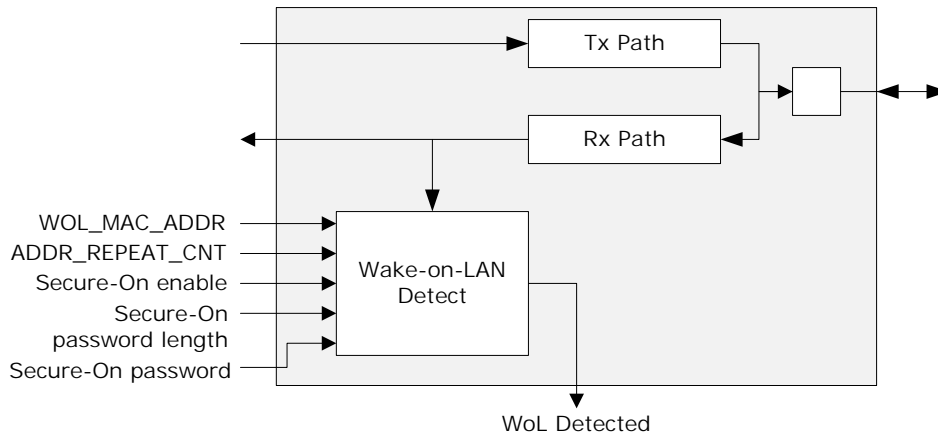 Tx Path
Rx Path
WOL_MAC_ADDR
ADDR_REPEAT_CNT
Secure-On enable
Secure-On
password length
Secure-On password
Wake-on-LAN
Detect
WoL Detected